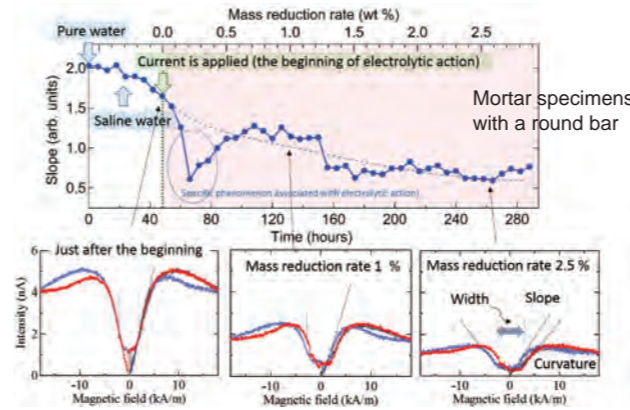 Mass reduction rate (wt %)
0.0 0.5 1.0 1.5 2.0 2.5
Pure water
Current is applied (the beginning of electrolytic action)
Saline water
Mortar specimens
with a round bar
Slope (arb. units)
2.0
1.5
1.0
0.5
Specific phenomenon associated with electrolytic action)
0 40 80 120 160 200 240 280
Time (hours)
Just after the beginning
Mass reduction rate 1 %
Mass reduction rate 2.5 %
Width
Slope
Curvature
Intensity (nA)
6
4
2
0
-10 0 10
-10 0 10
-10 0 10
Magnetic field (kA/m)
Magnetic field (kA/m)
Magnetic field (kA/m)